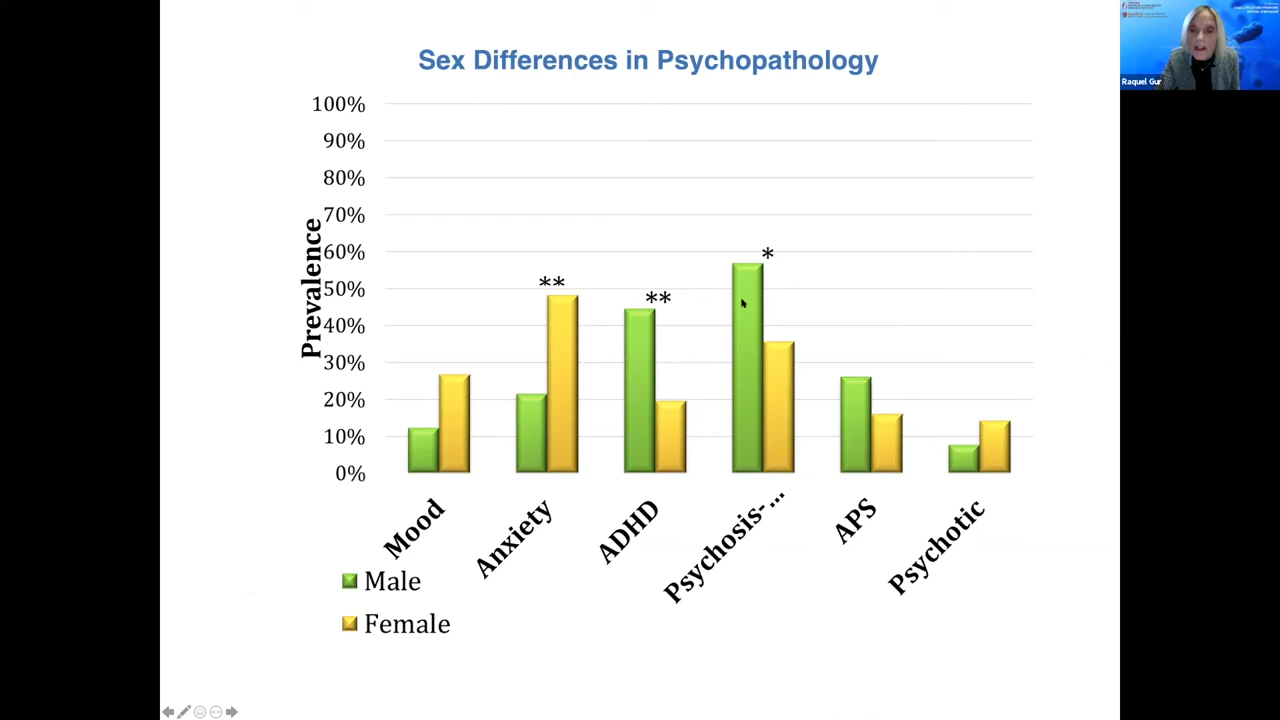 Sex Differences in Psychopathology
100%
90%
80%
70%
60%
50%
40%
30%
20%
10%
0%
Prevalence
**
**
*
Mood
Anxiety
ADHD
Psychosis-...
APS
Psychotic
Male
Female
Raquel Gur